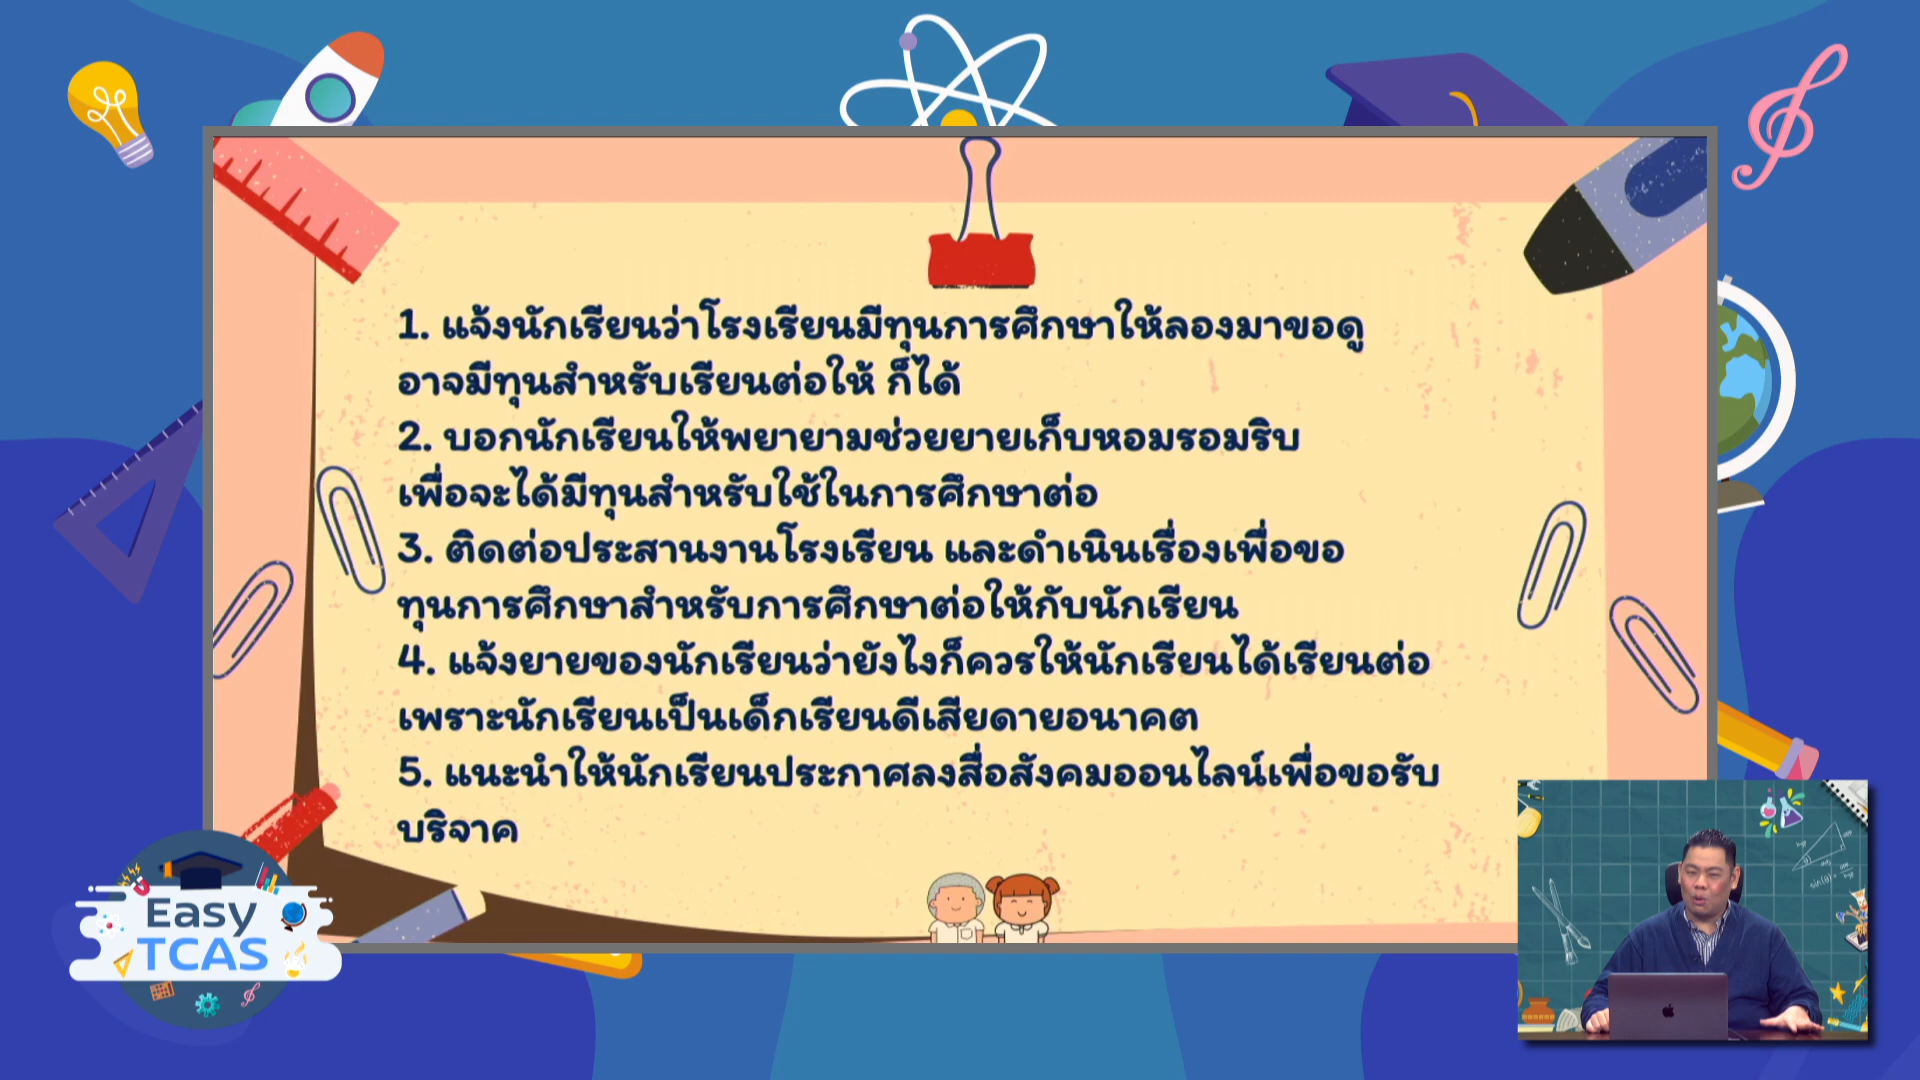 1. แจ้งนักเรียนว่าโรงเรียนมีทุนการศึกษาให้ลองมาขอดู
อาจมีทุนสำหรับเรียนต่อให้ ก็ได้
2. บอกนักเรียนให้พยายามช่วยยายเก็บหอมรอมริบ
เพื่อจะได้มีทุนสำหรับใช้ในการศึกษาต่อ
3. ติดต่อประสานงานโรงเรียน และดำเนินเรื่องเพื่อขอ
ทุนการศึกษาสำหรับการศึกษาต่อให้กับนักเรียน
4. แจ้งยายของนักเรียนว่ายังไงก็ควรให้นักเรียนได้เรียนต่อ
เพราะนักเรียนเป็นเด็กเรียนดีเสียดายอนาคต
5. แนะนำให้นักเรียนประกาศลงสื่อสังคมออนไลน์เพื่อขอรับ
บริจาค
Easy
TCAS